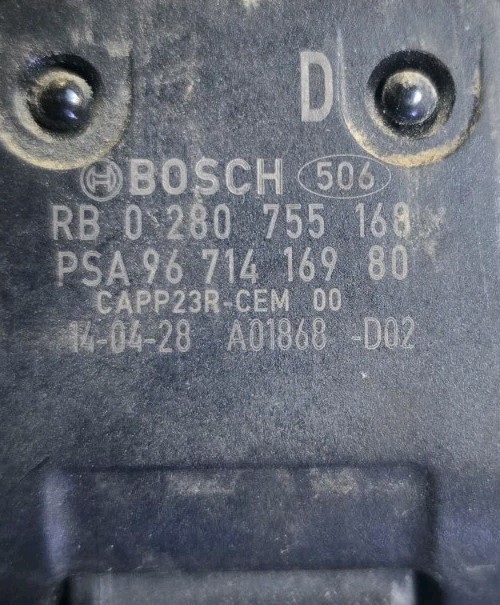 D
BOSCH 506
RB 0 280 755 168
PSA 96 714 169 80
CAPP23R-CEM 00
14-04-28 A01868 -D02